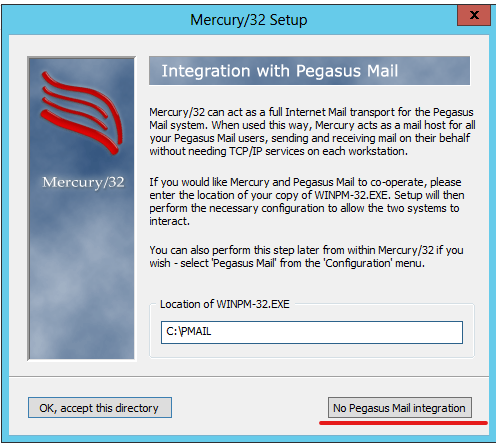 Mercury/32 Setup
x
Integration with Pegasus Mail
Mercury/32 can act as a full Internet Mail transport for the Pegasus
Mail system. When used this way, Mercury acts as a mail host for all
your Pegasus Mail users, sending and receiving mail on their behalf
without needing TCP/IP services on each workstation.
Mercury/32
If you would like Mercury and Pegasus Mail to co-operate, please
enter the location of your copy of WINPM-32.EXE. Setup will then
perform the necessary configuration to allow the two systems to
interact.
You can also perform this step later from within Mercury/32 if you
wish - select 'Pegasus Mail' from the 'Configuration' menu.
Location of WINPM-32.EXE
C:\PMAIL
OK, accept this directory
No Pegasus Mail integration